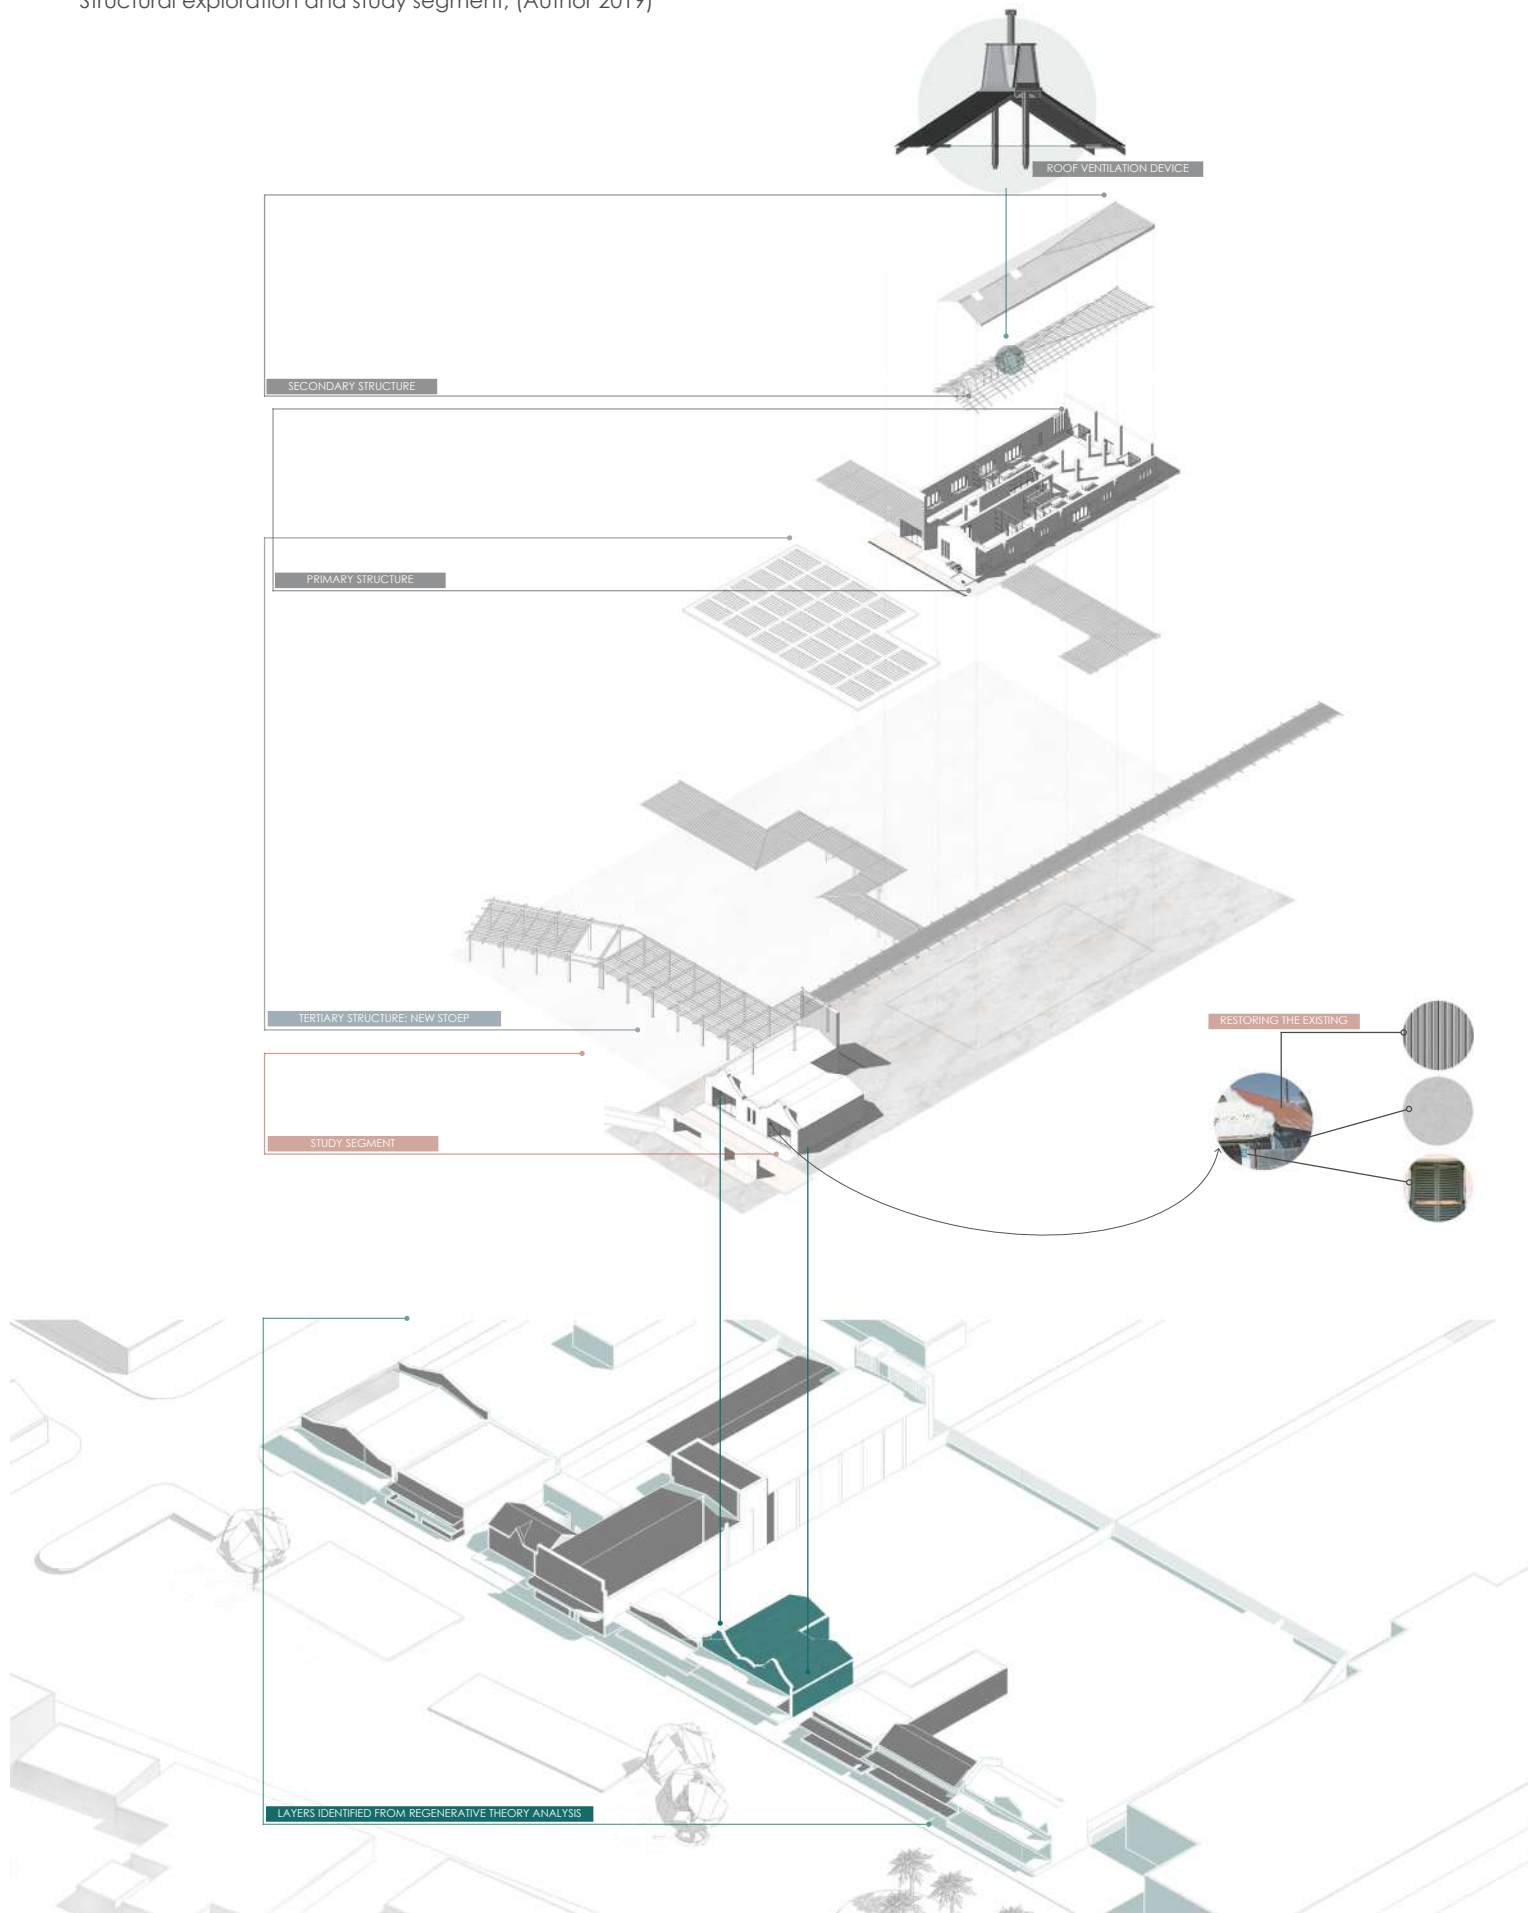 Structural exploration and study segment, (Author 2019)
ROOF VENTILATION DEVICE
SECONDARY STRUCTURE
PRIMARY STRUCTURE
TERTIARY STRUCTURE: NEW STOEP
RESTORING THE EXISTING
STUDY SEGMENT
LAYERS IDENTIFIED FROM REGENERATIVE THEORY ANALYSIS